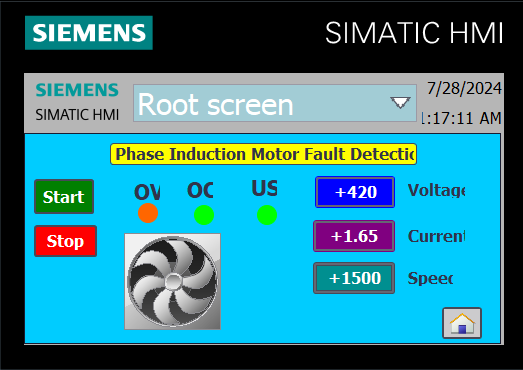 SIEMENS
SIMATIC HMI
SIEMENS
SIMATIC HMI
Root screen
7/28/2024
1:17:11 AM
Phase Induction Motor Fault Detectic
Start
OV
OC
US
+420
Voltage
Stop
+1.65
Current
+1500
Speed